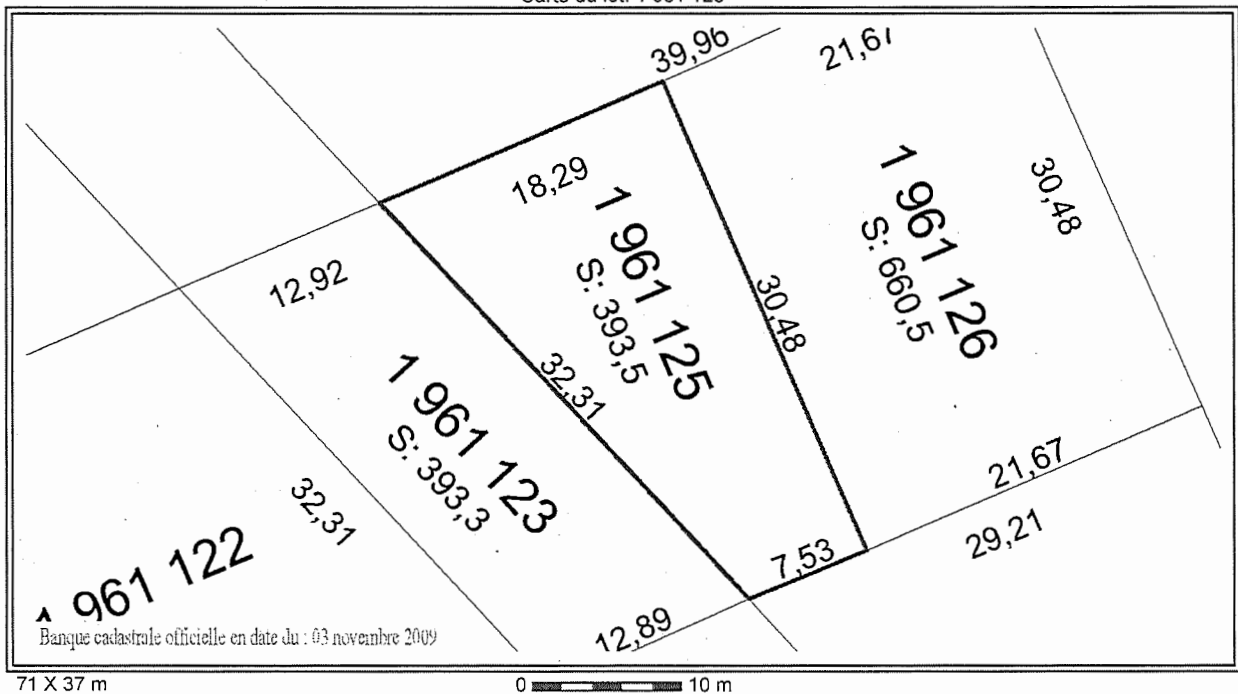 39,96
21,67
18,29
1 961 125
S: 393,5
30,48
1 961 126
S: 660,5
30,48
12,92
32,31
1 961 123
S: 393,3
32,31
961 122
7,53
21,67
29,21
12,89
Banque cadastrale officielle en date du : 03 novembre 2009
71 X 37 m
0 10 m